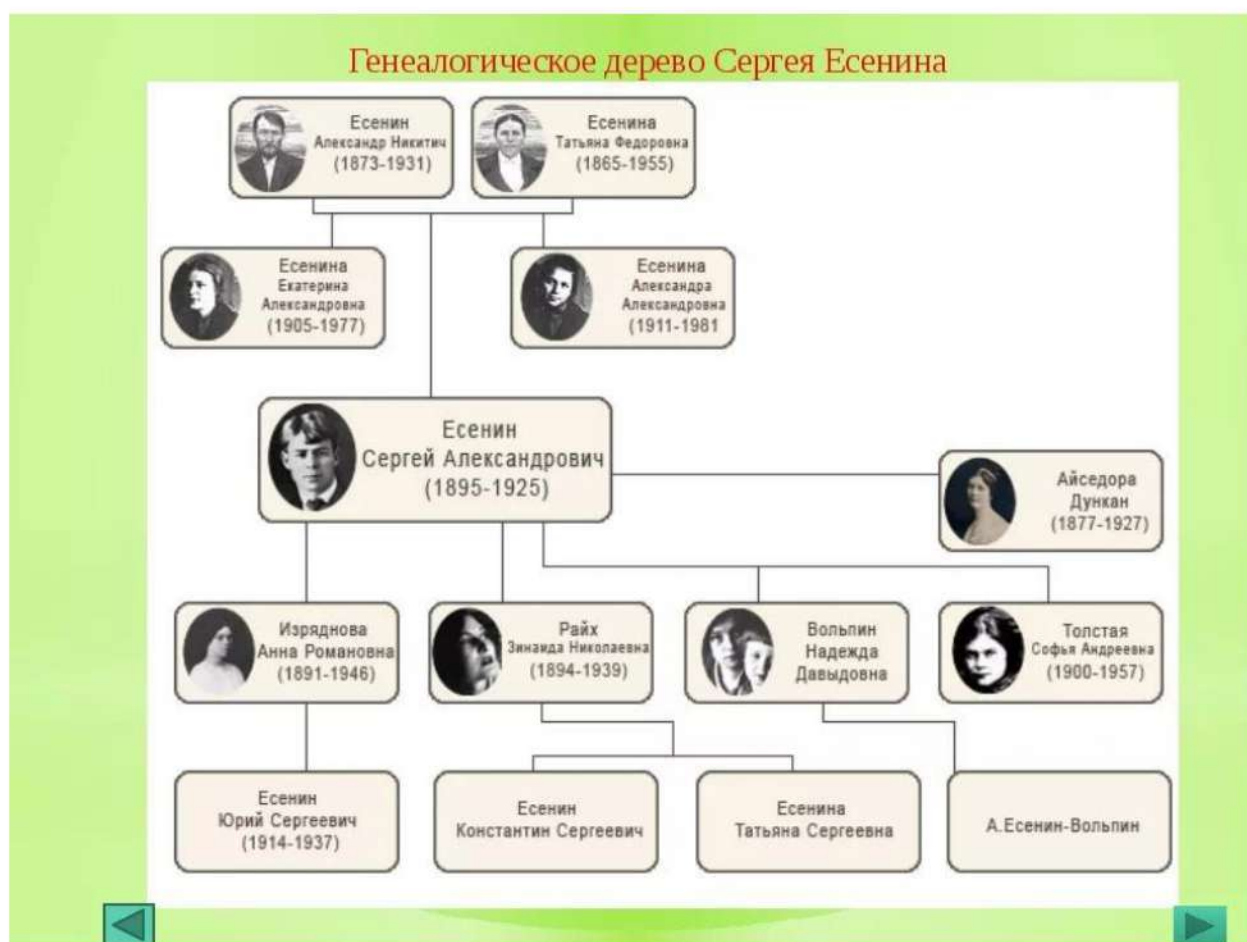 Генеалогическое дерево Сергея Есенина
Есенин
Александр Никитич
(1873-1931)
Есенина
Татьяна Федоровна
(1865-1955)
Есенина
Екатерина
Александровна
(1905-1977)
Есенина
Александра
Александровна
(1911-1981
Есенин
Сергей Александрович
(1895-1925)
Айседора
Дункан
(1877-1927)
Изряднова
Анна Романовна
(1891-1946)
Райх
Зинаида Николаевна
(1894-1939)
Вольпин
Надежда
Давыдовна
Толстая
Софья Андреевна
(1900-1957)
Есенин
Юрий Сергеевич
(1914-1937)
Есенин
Константин Сергеевич
Есенина
Татьяна Сергеевна
А.Есенин-Вольпин